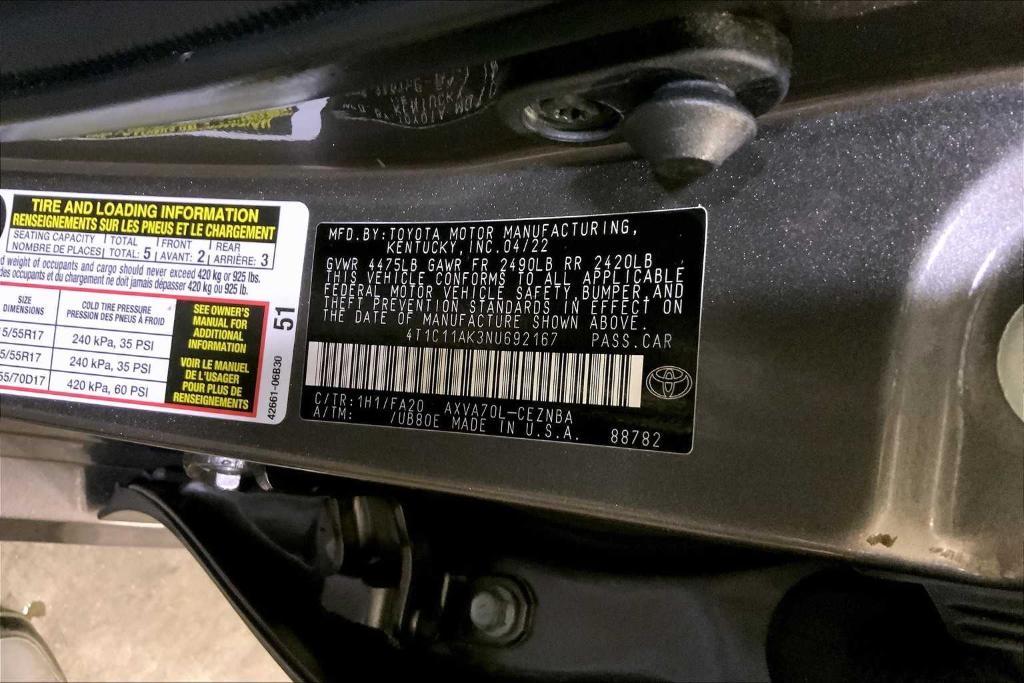 TIRE AND LOADING INFORMATION
RENSEIGNEMENTS SUR LES PNEUS ET LE CHARGEMENT
SEATING CAPACITY TOTAL FRONT REAR
NOMBRE DE PLACES TOTAL: 5 AVANT: 2 ARRIÈRE: 3
weight of occupants and cargo should never exceed 420 kg or 925 lbs.
des occupants et du chargement ne doit jamais dépasser 420 kg ou 925 lb.
SIZE COLD TIRE PRESSURE
DIMENSIONS PRESSION DES PNEUS À FROID
5/55R17 240 kPa, 35 PSI
5/55R17 240 kPa, 35 PSI
55/70D17 420 kPa, 60 PSI
SEE OWNER'S
MANUAL FOR
ADDITIONAL
INFORMATION
VOIR LE MANUEL
DE L'USAGER
POUR PLUS DE
RENSEIGNEMENTS
51
42661-06B30
MFD.BY:TOYOTA MOTOR MANUFACTURING,
KENTUCKY, INC.04/22
GVWR 4475LB GAWR FR 2490LB RR 2420LB
THIS VEHICLE CONFORMS TO ALL APPLICABLE
FEDERAL MOTOR VEHICLE SAFETY,BUMPER,AND
THEFT PREVENTION STANDARDS IN EFFECT ON
THE DATE OF MANUFACTURE SHOWN ABOVE.
4T1C11AK3NU692167 PASS.CAR
C/TR:1H1/FA20 AXVA70L-CEZNBA
A/TM: /UB80E MADE IN U.S.A. 88782